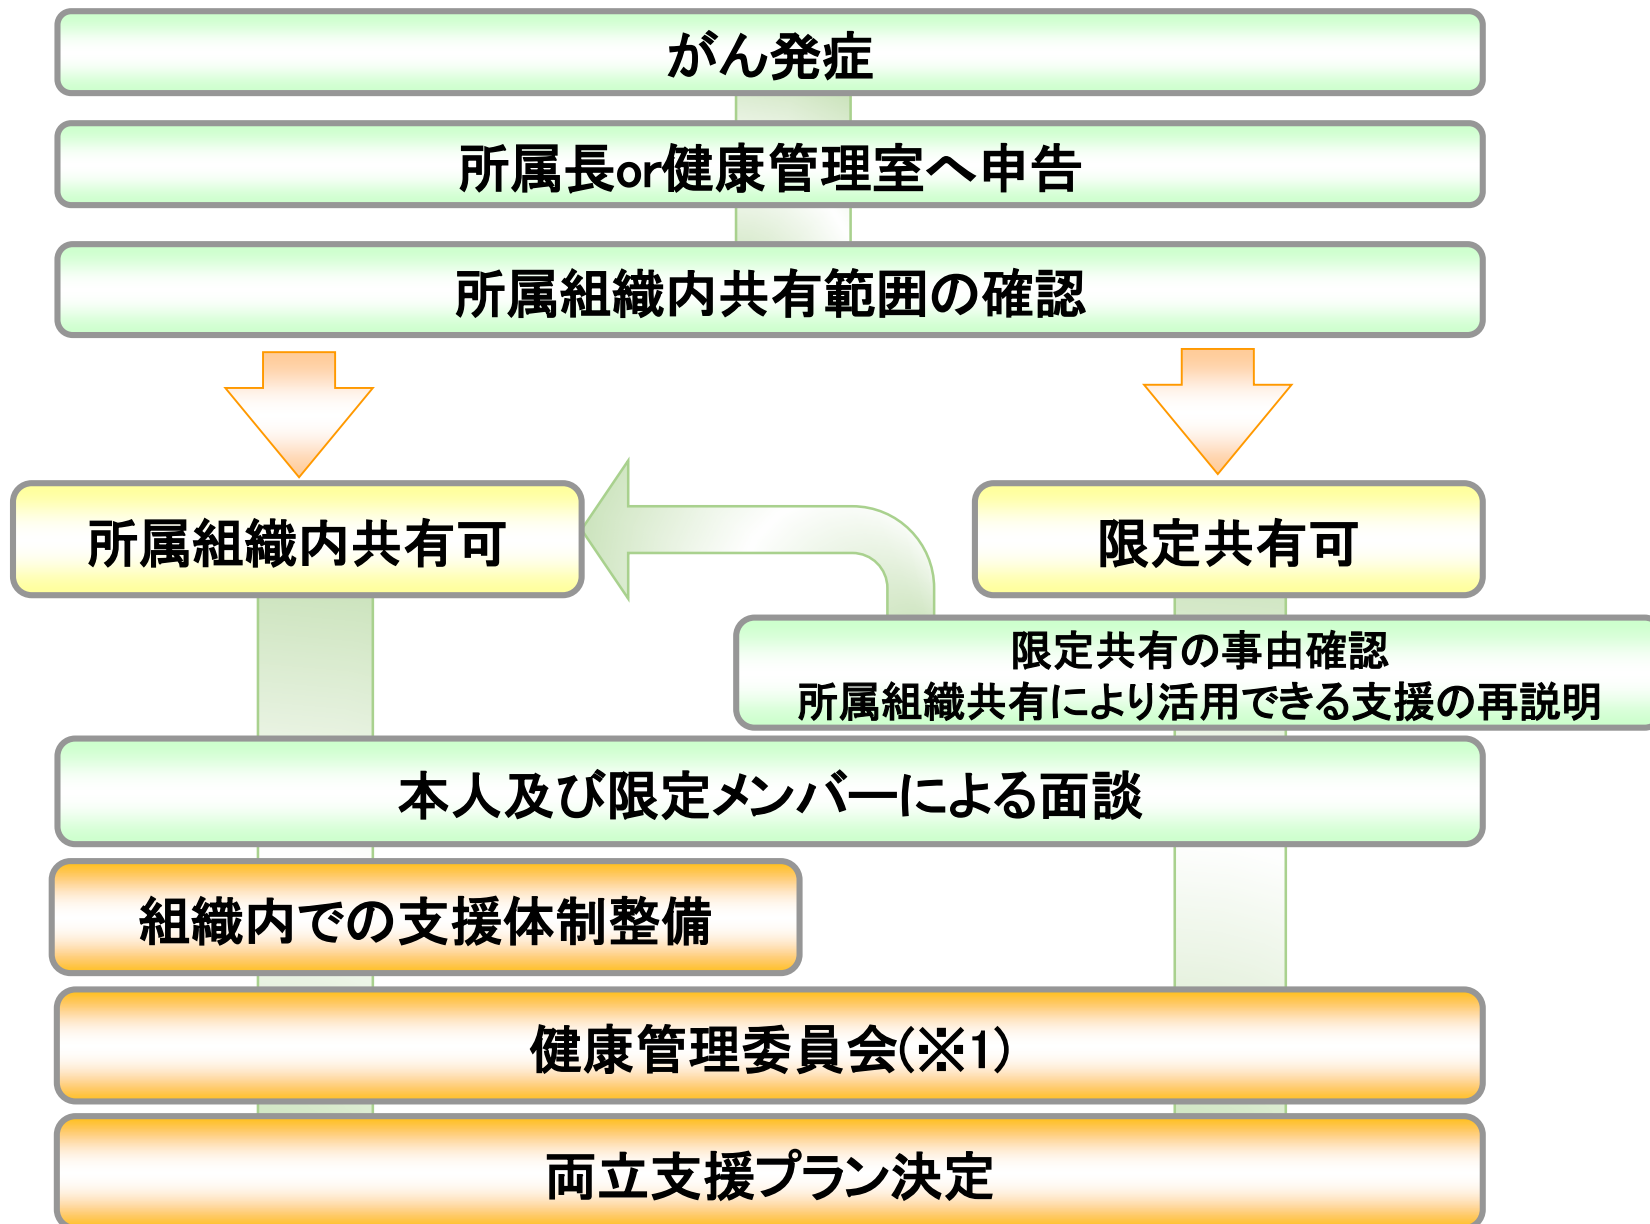 がん発症
所属長or健康管理室へ申告
所属組織内共有範囲の確認
所属組織内共有可
限定共有可
限定共有の事由確認
所属組織共有により活用できる支援の再説明
本人及び限定メンバーによる面談
組織内での支援体制整備
健康管理委員会(※1)
両立支援プラン決定